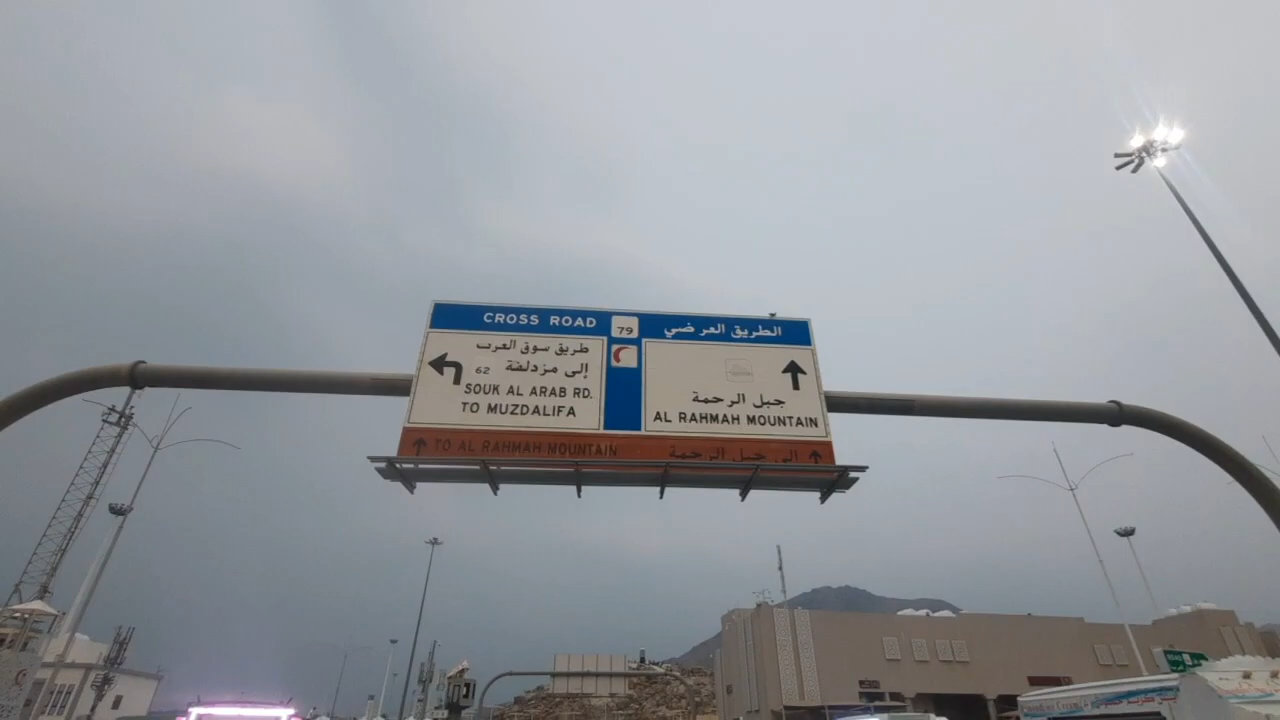 CROSS ROAD
79
الطريق العرضي
طريق سوق العرب
إلى مزدلفة
62
SOUK AL ARAB RD.
TO MUZDALIFA
جبل الرحمة
AL RAHMAH MOUNTAIN
TO AL RAHMAH MOUNTAIN
الى جبل الرحمة